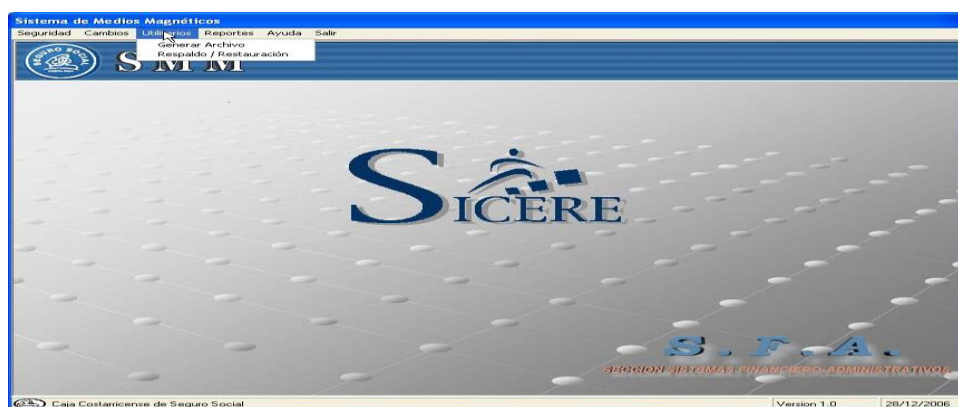 Sistema de Medios Magnéticos
Seguridad Cambios Utilitarios Reportes Ayuda Salir
Generar Archivo
Respaldo / Restauración
SMM
SICERE
S.F.A.
SECCION SISTEMAS FINANCIERO-ADMINISTRATIVOS
Caja Costarricense de Seguro Social Version 1.0 28/12/2006